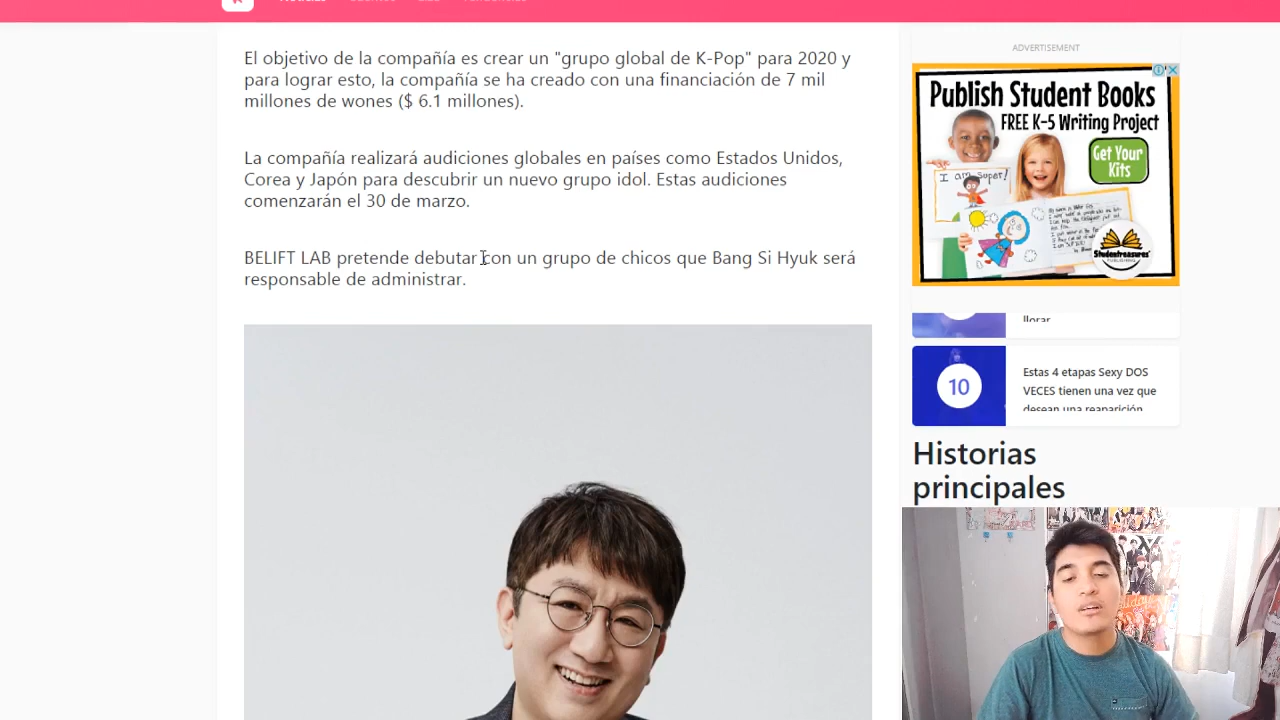 El objetivo de la compañía es crear un "grupo global de K-Pop" para 2020 y
para lograr esto, la compañía se ha creado con una financiación de 7 mil
millones de wones ($ 6.1 millones).
La compañía realizará audiciones globales en países como Estados Unidos,
Corea y Japón para descubrir un nuevo grupo idol. Estas audiciones
comenzarán el 30 de marzo.
BELIFT LAB pretende debutar con un grupo de chicos que Bang Si Hyuk será
responsable de administrar.
ADVERTISEMENT
Publish Student Books
FREE K-5 Writing Project
Get Your
Kits
I am super!
Studentreasures
PUBLISHING
llorar
10
Estas 4 etapas Sexy DOS
VECES tienen una vez que
desean una reaparición
Historias
principales